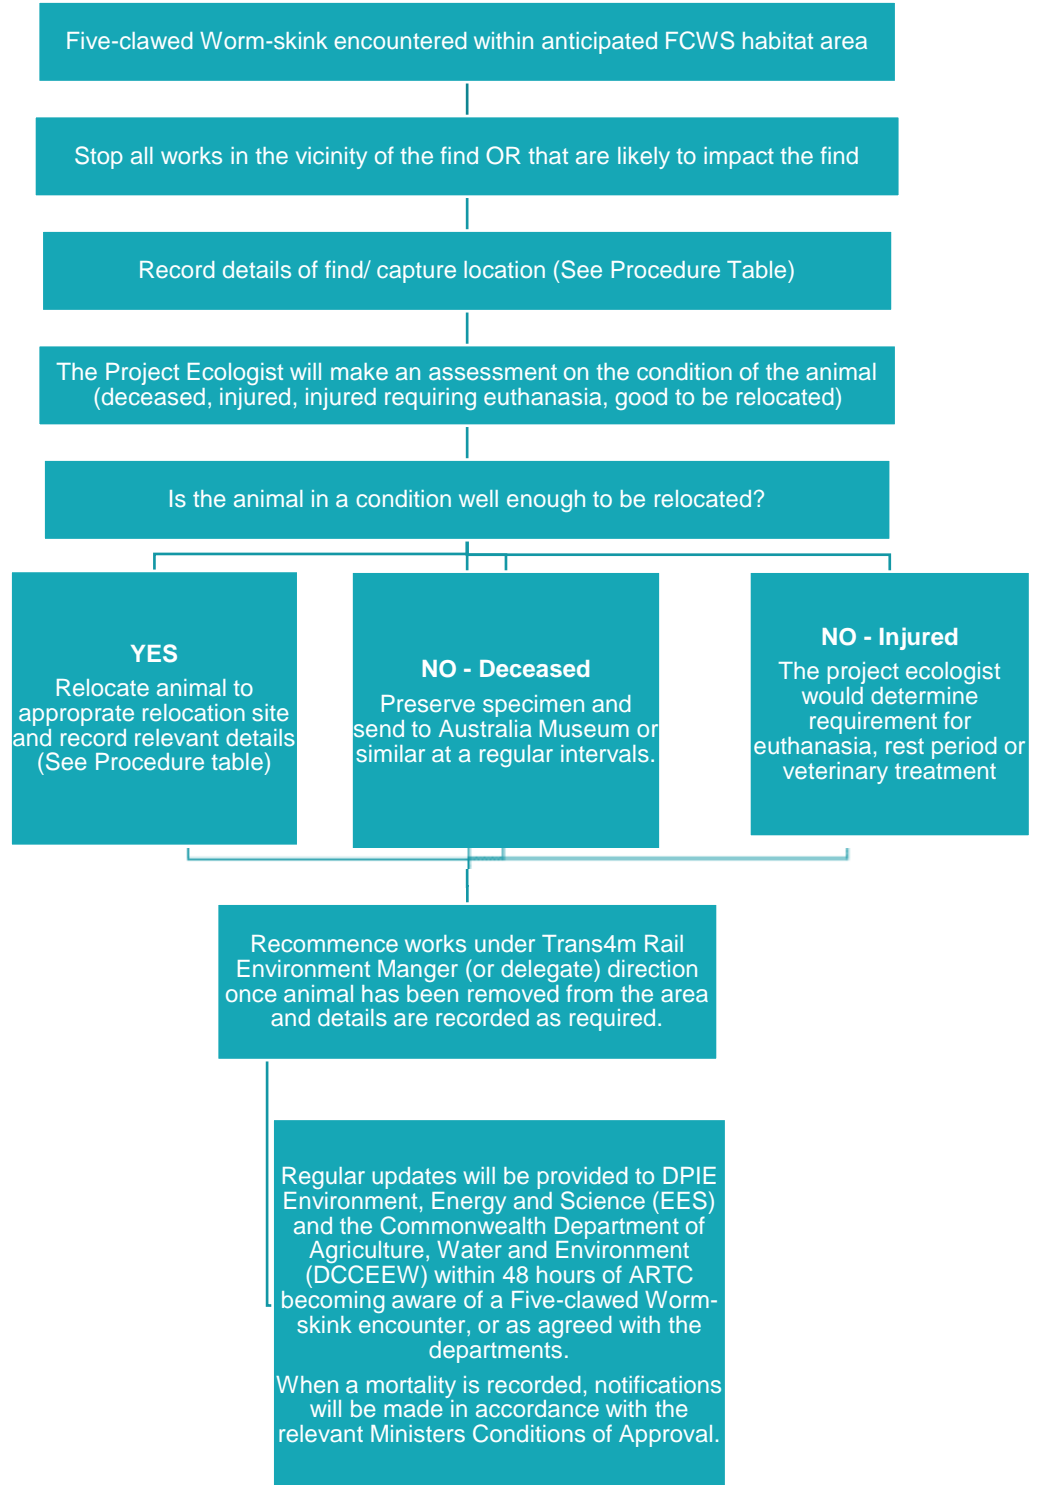 Five-clawed Worm-skink encountered within anticipated FCWS habitat area
Stop all works in the vicinity of the find OR that are likely to impact the find
Record details of find/ capture location (See Procedure Table)
The Project Ecologist will make an assessment on the condition of the animal
(deceased, injured, injured requiring euthanasia, good to be relocated)
Is the animal in a condition well enough to be relocated?
YES
Relocate animal to
approprate relocation site
and record relevant details
(See Procedure table)
NO - Deceased
Preserve specimen and
send to Australia Museum or
similar at a regular intervals.
NO - Injured
The project ecologist
would determine
requirement for
euthanasia, rest period or
veterinary treatment
Recommence works under Trans4m Rail
Environment Manger (or delegate) direction
once animal has been removed from the area
and details are recorded as required.
Regular updates will be provided to DPIE
Environment, Energy and Science (EES)
and the Commonwealth Department of
Agriculture, Water and Environment
(DCCEEW) within 48 hours of ARTC
becoming aware of a Five-clawed Worm-
skink encounter, or as agreed with the
departments.
When a mortality is recorded, notifications
will be made in accordance with the
relevant Ministers Conditions of Approval.